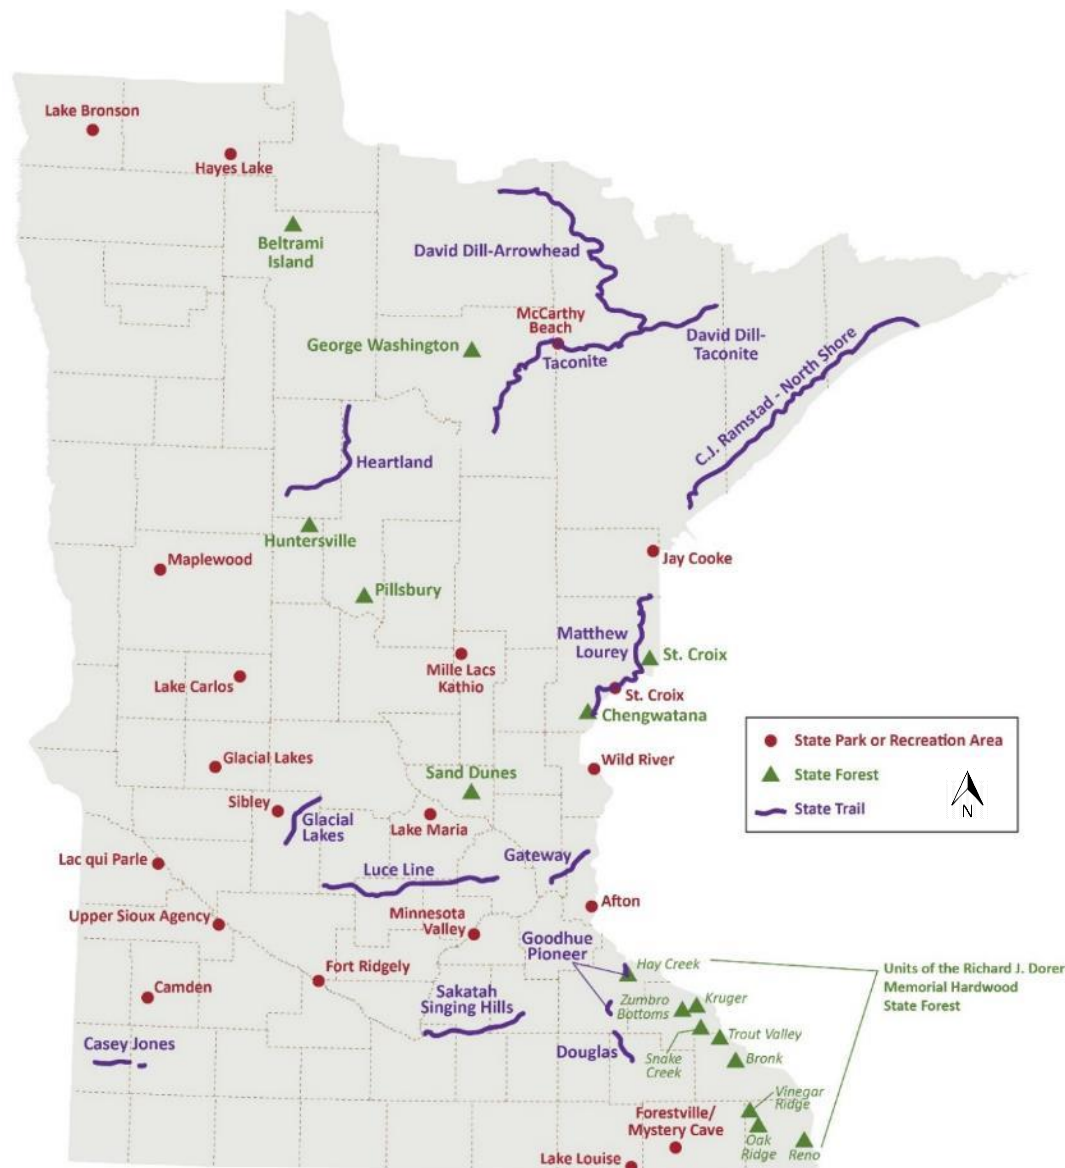 Lake Bronson
Hayes Lake
Beltrami
Island
David Dill-Arrowhead
McCarthy
Beach
George Washington
Taconite
David Dill-
Taconite
C.J. Ramstad - North Shore
Heartland
Huntersville
Maplewood
Jay Cooke
Pillsbury
Matthew
Lourey
St. Croix
Mille Lacs
Kathio
Lake Carlos
St. Croix
Chengwatana
State Park or Recreation Area
State Forest
State Trail
N
Glacial Lakes
Wild River
Sand Dunes
Sibley
Glacial
Lakes
Lake Maria
Lac qui Parle
Luce Line
Gateway
Upper Sioux Agency
Minnesota
Valley
Afton
Goodhue
Pioneer
Hay Creek
Units of the Richard J. Dorer
Memorial Hardwood
State Forest
Fort Ridgely
Camden
Sakatah
Singing Hills
Zumbro
Bottoms
Kruger
Trout Valley
Casey Jones
Douglas
Snake
Creek
Bronk
Vinegar
Ridge
Forestville/
Mystery Cave
Oak
Ridge
Reno
Lake Louise